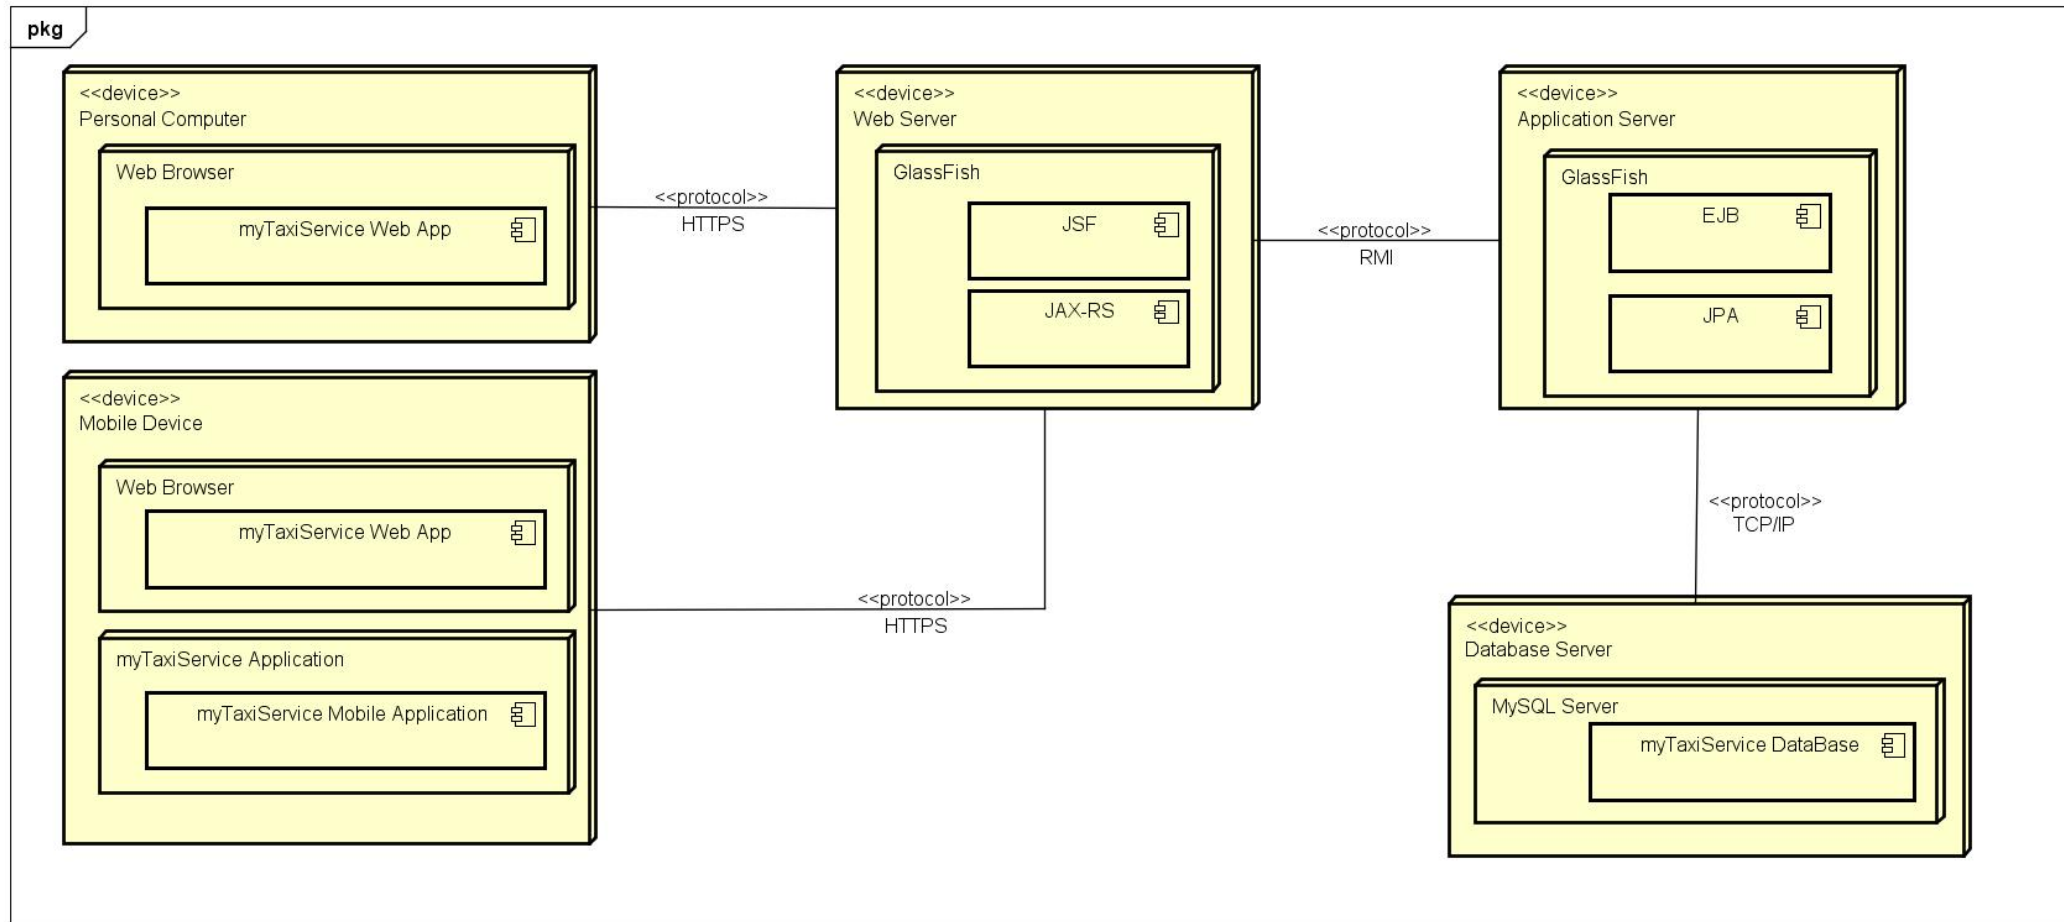 pkg
<<device>>
Personal Computer
Web Browser
myTaxiService Web App
<<protocol>>
HTTPS
<<device>>
Web Server
GlassFish
JSF
JAX-RS
<<protocol>>
RMI
<<device>>
Application Server
GlassFish
EJB
JPA
<<device>>
Mobile Device
Web Browser
myTaxiService Web App
myTaxiService Application
myTaxiService Mobile Application
<<protocol>>
HTTPS
<<protocol>>
TCP/IP
<<device>>
Database Server
MySQL Server
myTaxiService DataBase